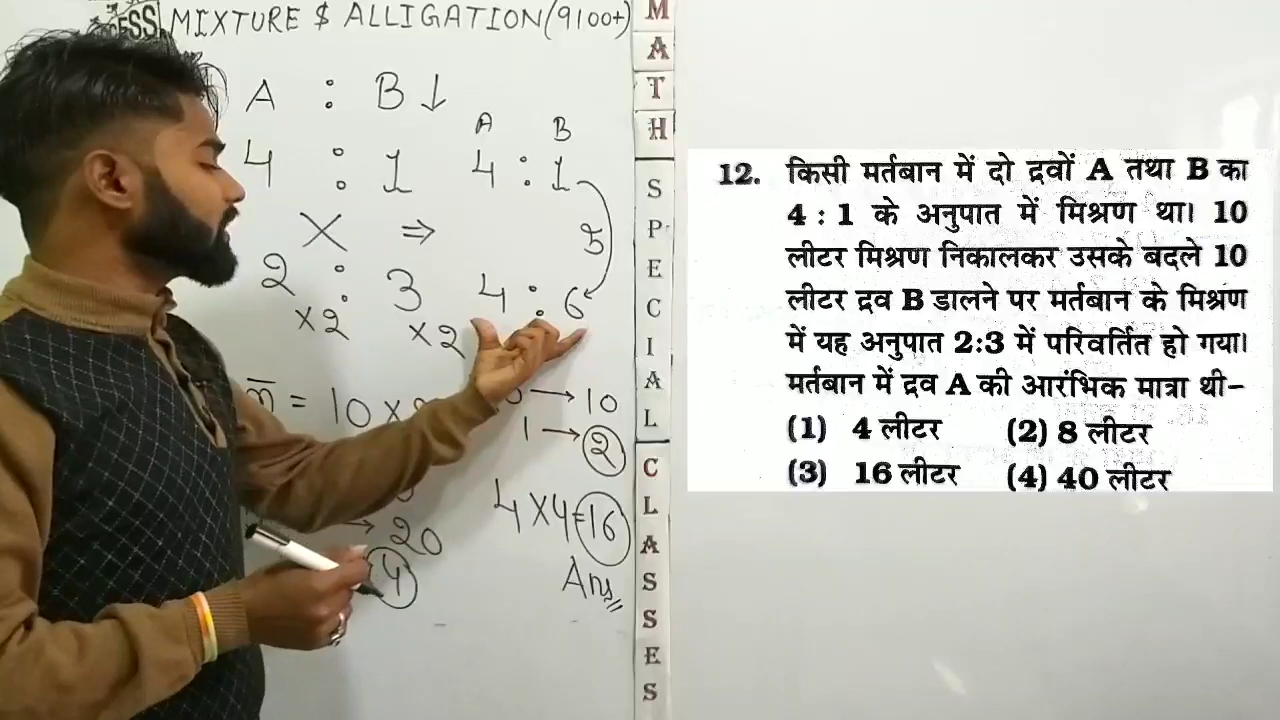 ESS MIXTURE $ ALLIGATION(9100+)
A : B ↓
4 : 1
X ⇒
2 : 3
×2 ×2
A B
4 : 1
5
4 : 6
m̅ = 10 ×
→ 10
1 → 2
→ 20
4
4 X 4 = 16
Ans
M
A
T
H
S
P
E
C
I
A
L
C
L
A
S
S
E
S
12. किसी मर्तबान में दो द्रवों A तथा B का
4 : 1 के अनुपात में मिश्रण था। 10
लीटर मिश्रण निकालकर उसके बदले 10
लीटर द्रव B डालने पर मर्तबान के मिश्रण
में यह अनुपात 2:3 में परिवर्तित हो गया।
मर्तबान में द्रव A की आरंभिक मात्रा थी–
(1) 4 लीटर (2) 8 लीटर
(3) 16 लीटर (4) 40 लीटर